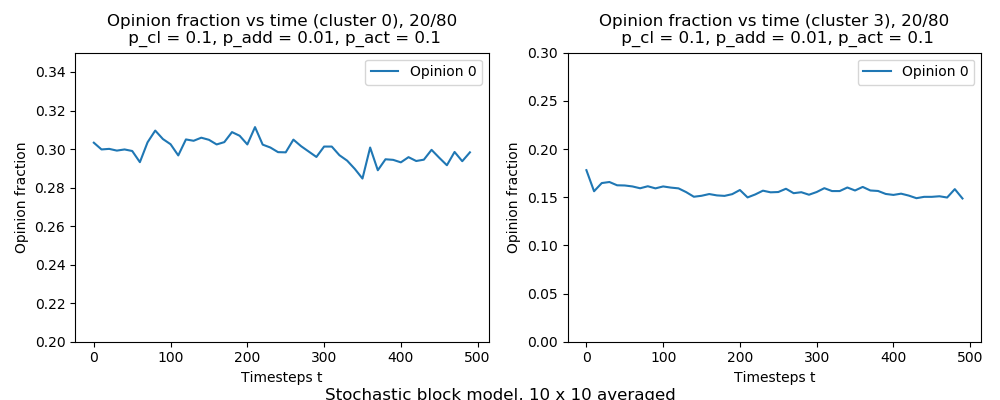 Opinion fraction vs time (cluster 0), 20/80
p_cl = 0.1, p_add = 0.01, p_act = 0.1
Opinion 0
0.34
0.32
0.30
0.28
0.26
0.24
0.22
0.20
Opinion fraction
0 100 200 300 400 500
Timesteps t
Opinion fraction vs time (cluster 3), 20/80
p_cl = 0.1, p_add = 0.01, p_act = 0.1
Opinion 0
0.30
0.25
0.20
0.15
0.10
0.05
0.00
Opinion fraction
0 100 200 300 400 500
Timesteps t
Stochastic block model, 10 x 10 averaged